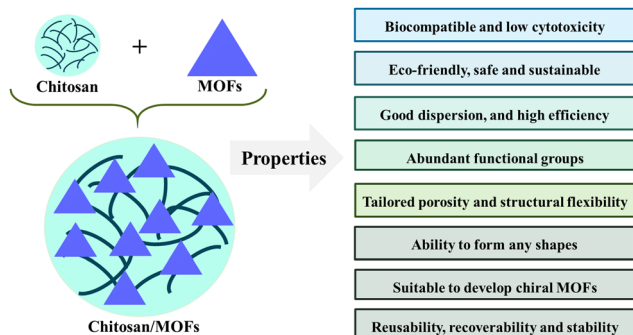 Chitosan
+
MOFs
Chitosan/MOFs
Properties
Biocompatible and low cytotoxicity
Eco-friendly, safe and sustainable
Good dispersion, and high efficiency
Abundant functional groups
Tailored porosity and structural flexibility
Ability to form any shapes
Suitable to develop chiral MOFs
Reusability, recoverability and stability